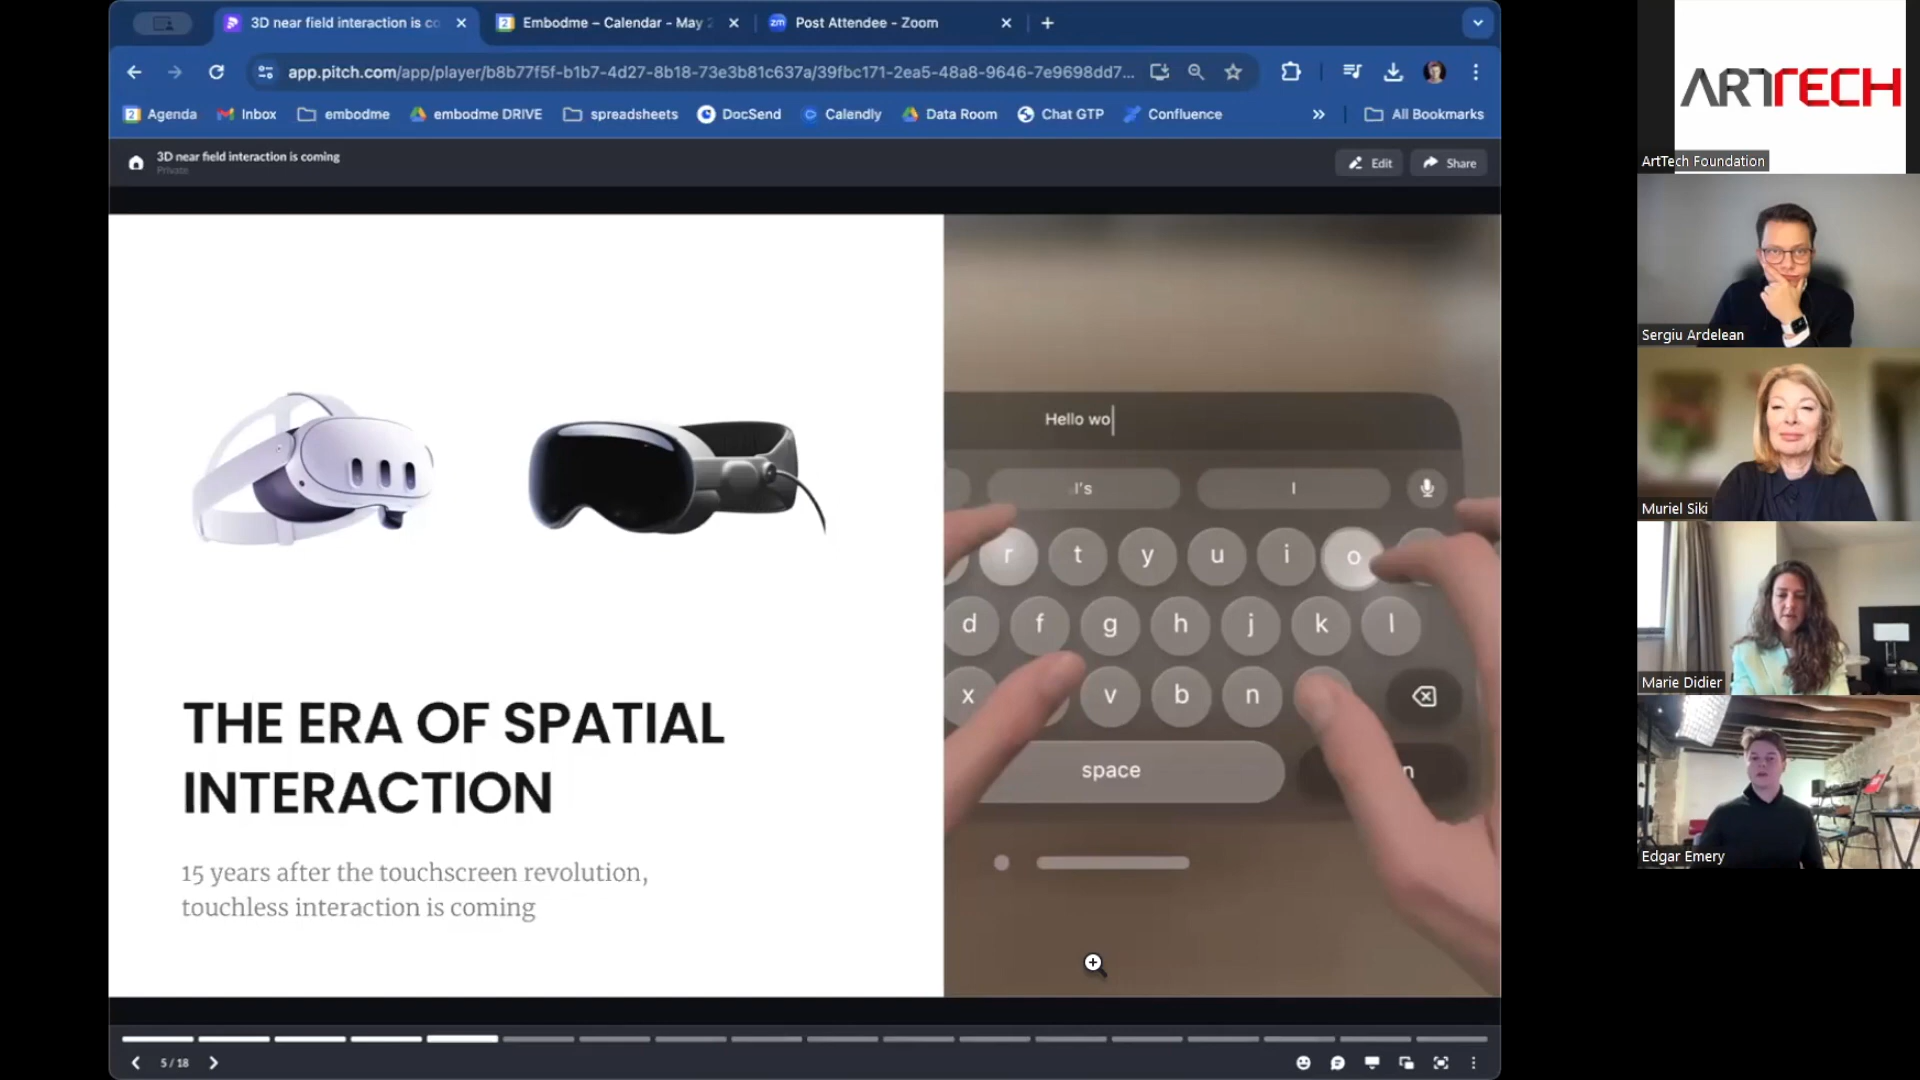 3D near field interaction is co
Embodme – Calendar - May 2
zm
Post Attendee - Zoom
app.pitch.com/app/player/b8b77f5f-b1b7-4d27-8b18-73e3b81c637a/39fbc171-2ea5-48a8-9646-7e9698dd7...
Agenda
Inbox
embodme
embodme DRIVE
spreadsheets
DocSend
Calendly
Data Room
Chat GTP
Confluence
All Bookmarks
3D near field interaction is coming
Private
Edit
Share
Hello wo
I's
I
r t y u i o
d f g h j k l
x v b n
space
n
THE ERA OF SPATIAL
INTERACTION
15 years after the touchscreen revolution,
touchless interaction is coming
5 / 18
ARTTECH
ArtTech Foundation
Sergiu Ardelean
Muriel Siki
Marie Didier
Edgar Emery